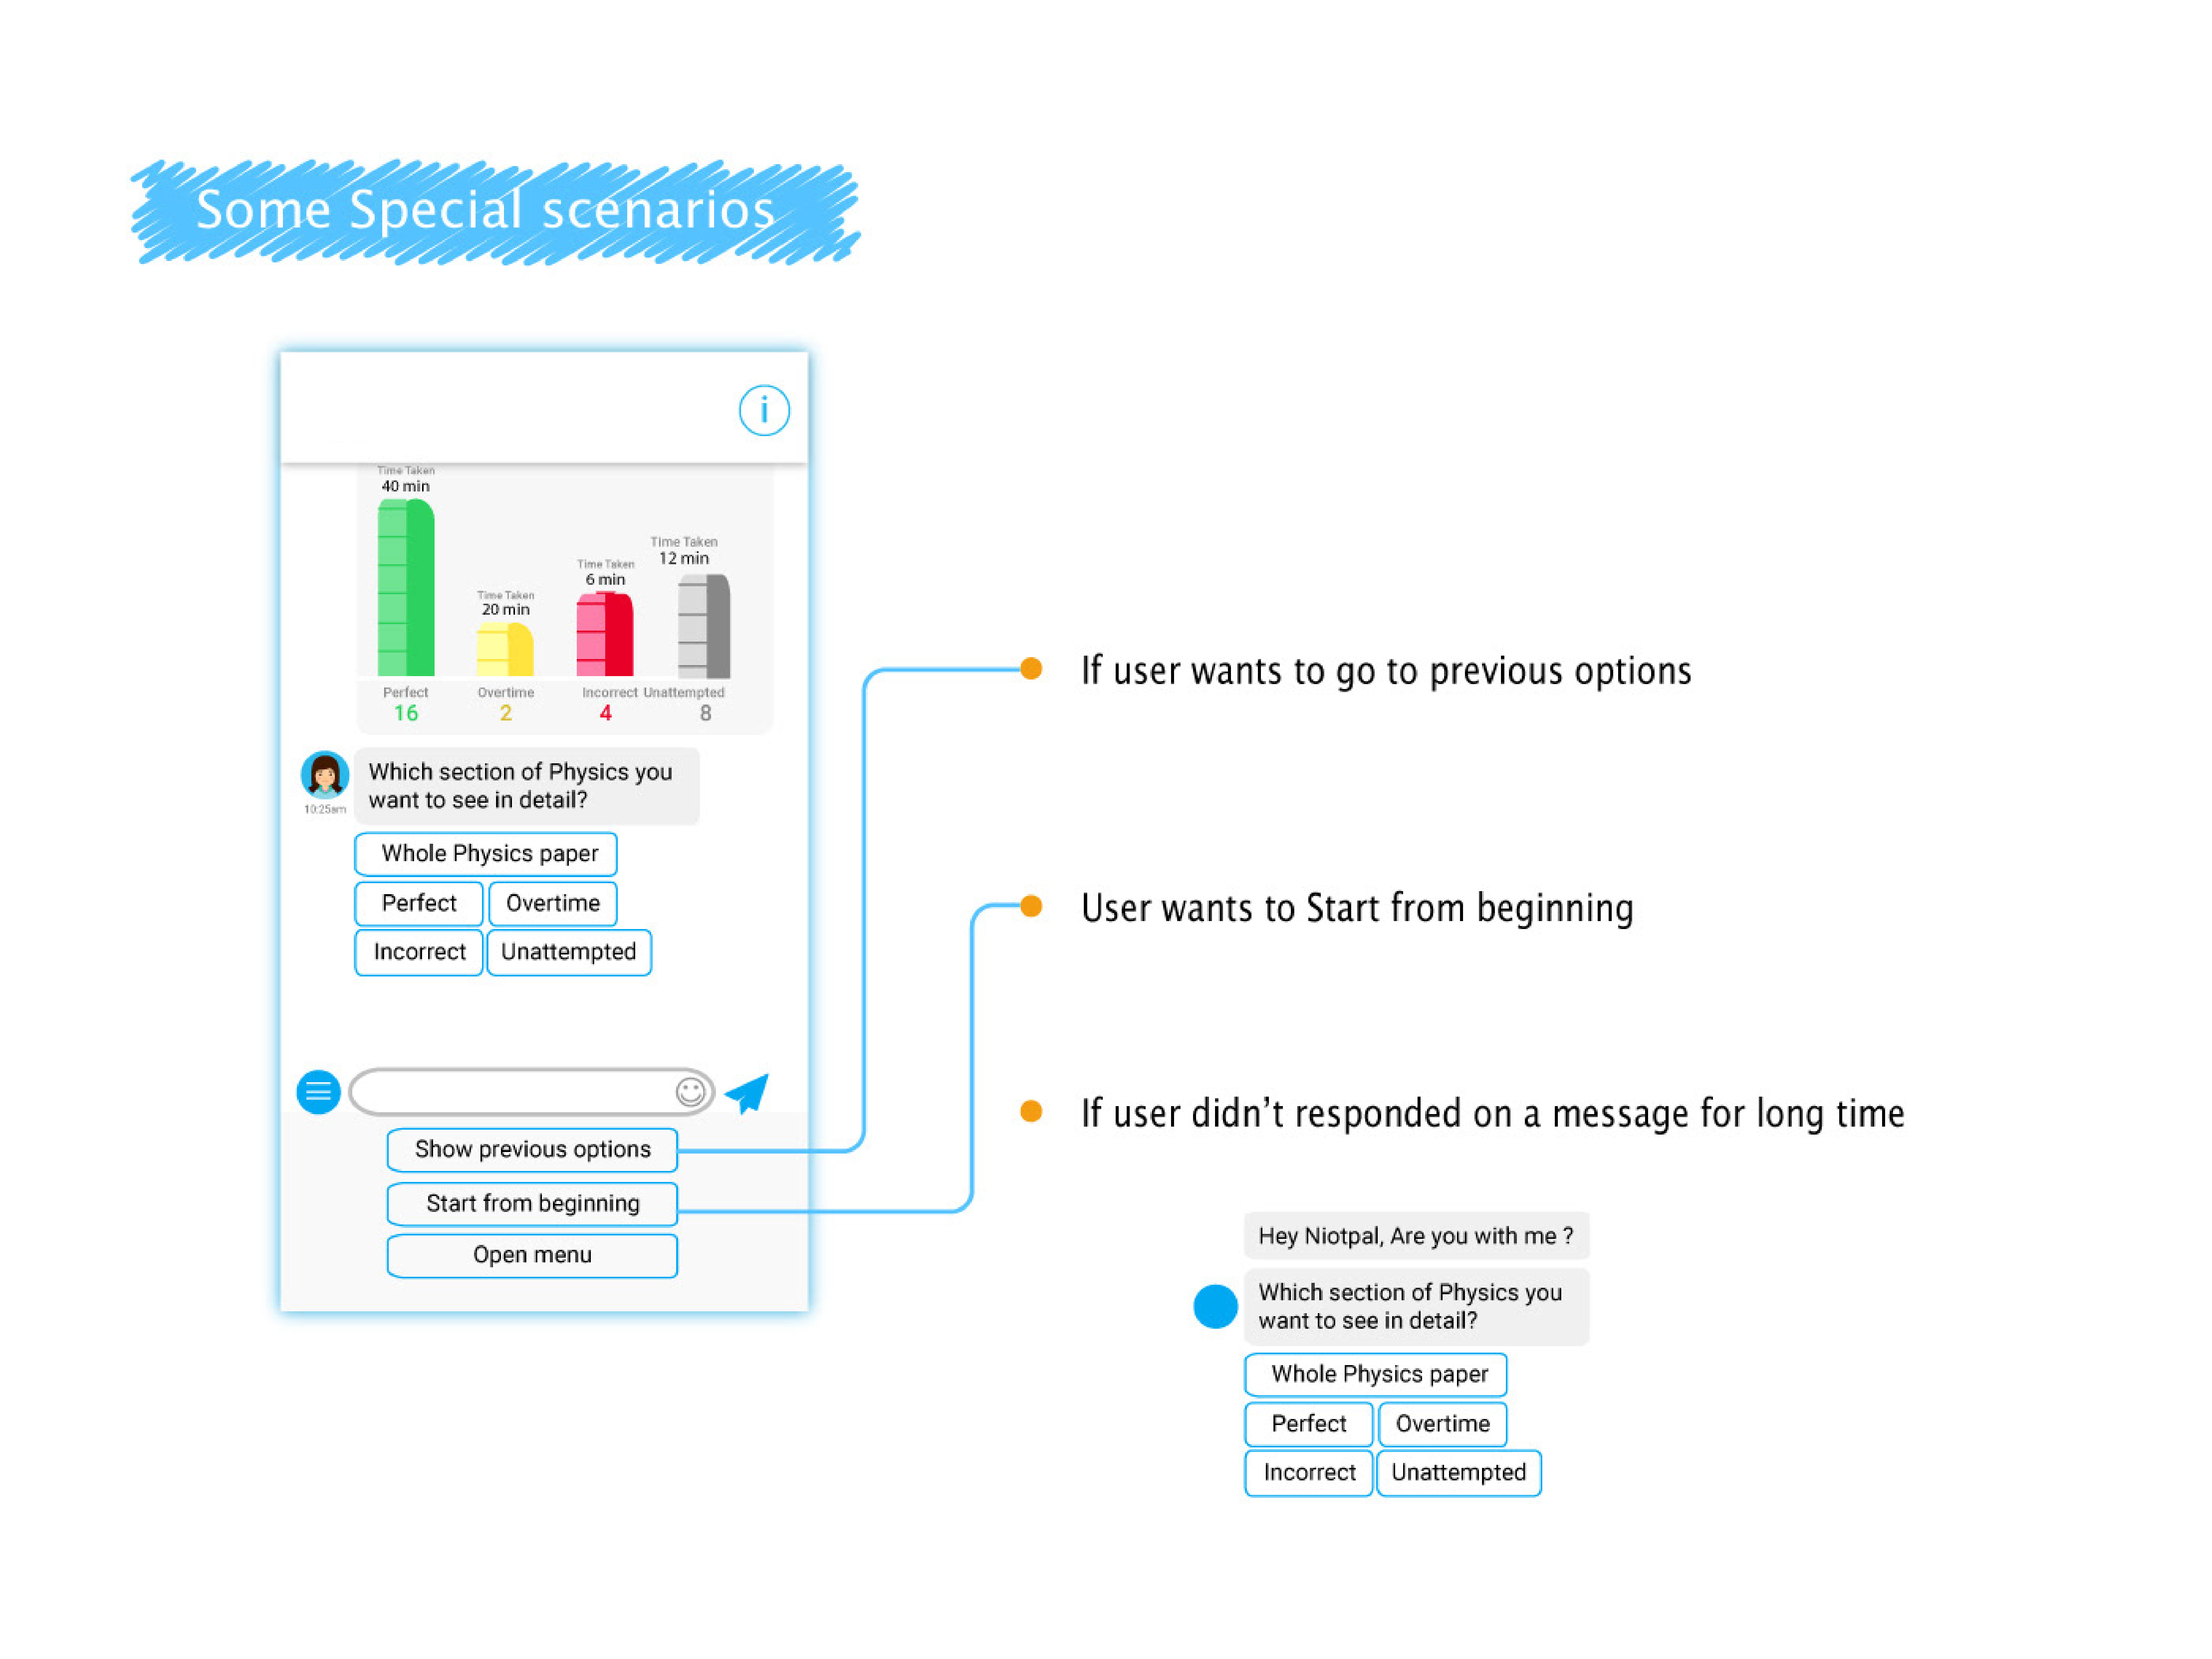 Some Special scenarios
i
Time Taken
40 min
Time Taken
12 min
Time Taken
6 min
Time Taken
20 min
Perfect Overtime Incorrect Unattempted
16 2 4 8
Which section of Physics you
want to see in detail?
10:25am
Whole Physics paper
Perfect Overtime
Incorrect Unattempted
Show previous options
Start from beginning
Open menu
If user wants to go to previous options
User wants to Start from beginning
If user didn’t responded on a message for long time
Hey Niotpal, Are you with me ?
Which section of Physics you
want to see in detail?
Whole Physics paper
Perfect Overtime
Incorrect Unattempted